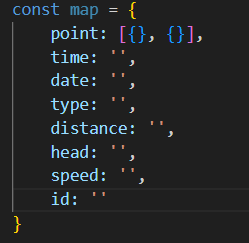 const map = {
    point: [{}, {}],
    time: '',
    date: '',
    type: '',
    distance: '',
    head: '',
    speed: '',
    id: ''
}